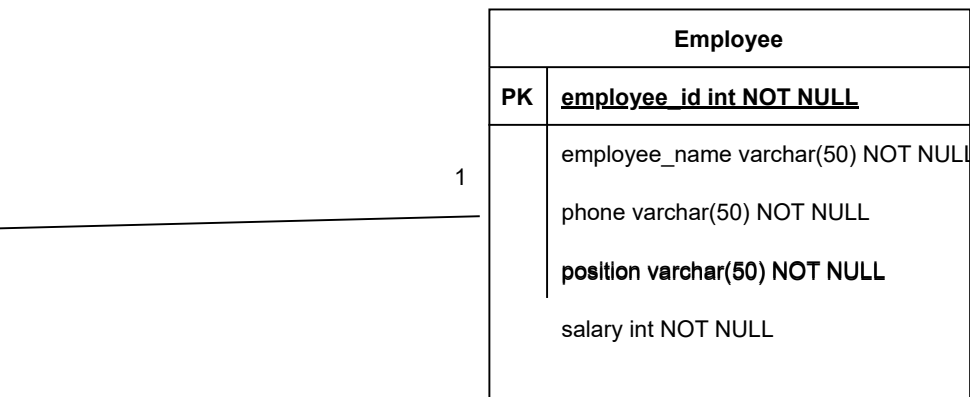 Employee
PK employee_id int NOT NULL
employee_name varchar(50) NOT NULL
1
phone varchar(50) NOT NULL
position varchar(50) NOT NULL
salary int NOT NULL